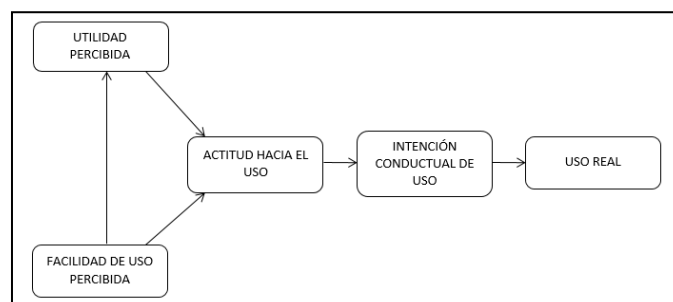 UTILIDAD
PERCIBIDA
ACTITUD HACIA EL
USO
INTENCIÓN
CONDUCTUAL DE
USO
USO REAL
FACILIDAD DE USO
PERCIBIDA